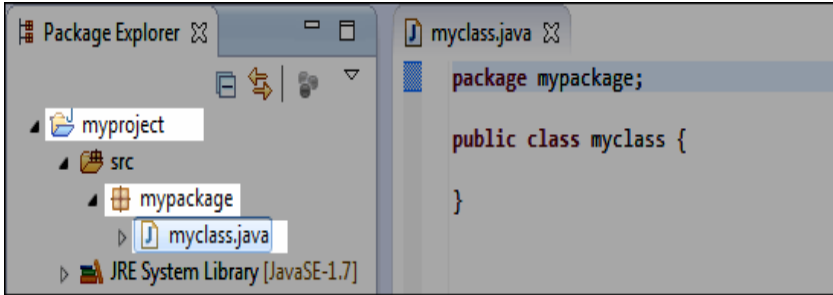 Package Explorer
myproject
src
mypackage
myclass.java
JRE System Library [JavaSE-1.7]
myclass.java
package mypackage;
public class myclass {
}